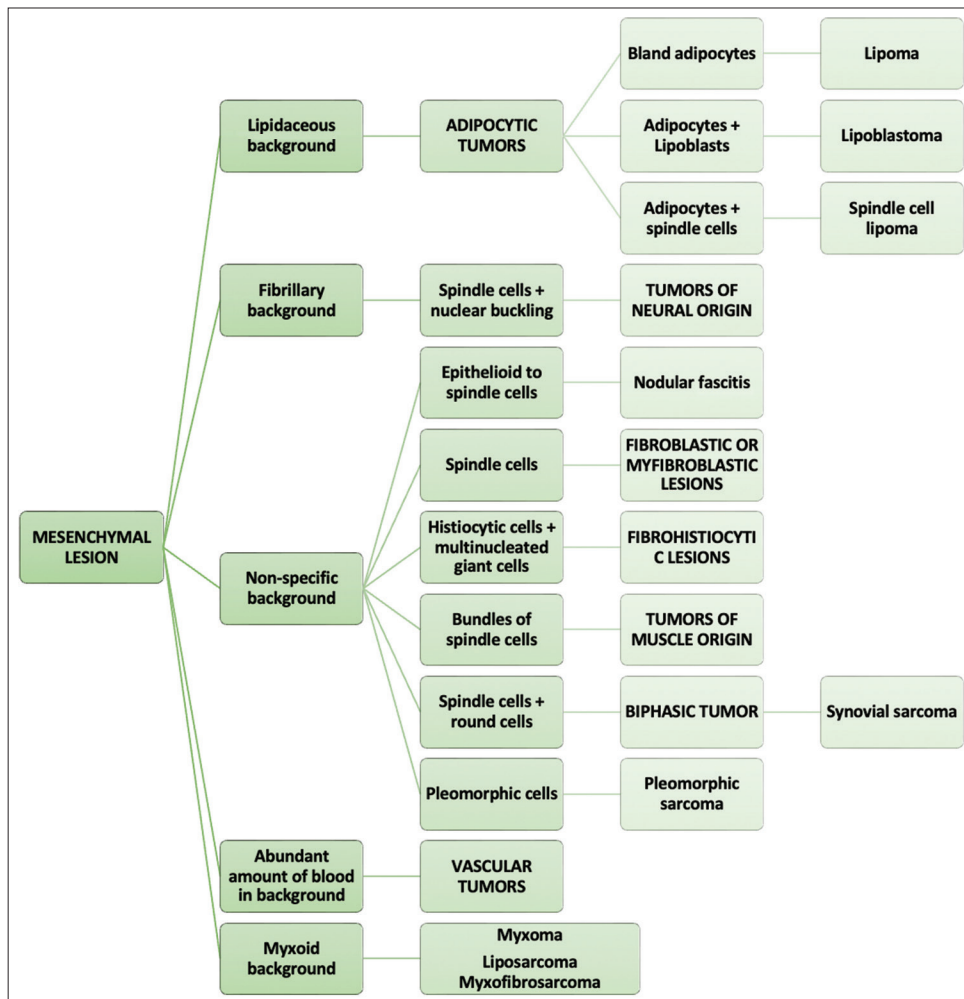 MESENCHYMAL
LESION
Lipidaceous
background
ADIPOCYTIC
TUMORS
Bland adipocytes
Lipoma
Adipocytes +
Lipoblasts
Lipoblastoma
Adipocytes +
spindle cells
Spindle cell
lipoma
Fibrillary
background
Spindle cells +
nuclear buckling
TUMORS OF
NEURAL ORIGIN
Non-specific
background
Epithelioid to
spindle cells
Nodular fascitis
Spindle cells
FIBROBLASTIC OR
MYFIBROBLASTIC
LESIONS
Histiocytic cells +
multinucleated
giant cells
FIBROHISTIOCYTI
C LESIONS
Bundles of
spindle cells
TUMORS OF
MUSCLE ORIGIN
Spindle cells +
round cells
BIPHASIC TUMOR
Synovial sarcoma
Pleomorphic cells
Pleomorphic
sarcoma
Abundant
amount of blood
in background
VASCULAR
TUMORS
Myxoid
background
Myxoma
Liposarcoma
Myxofibrosarcoma